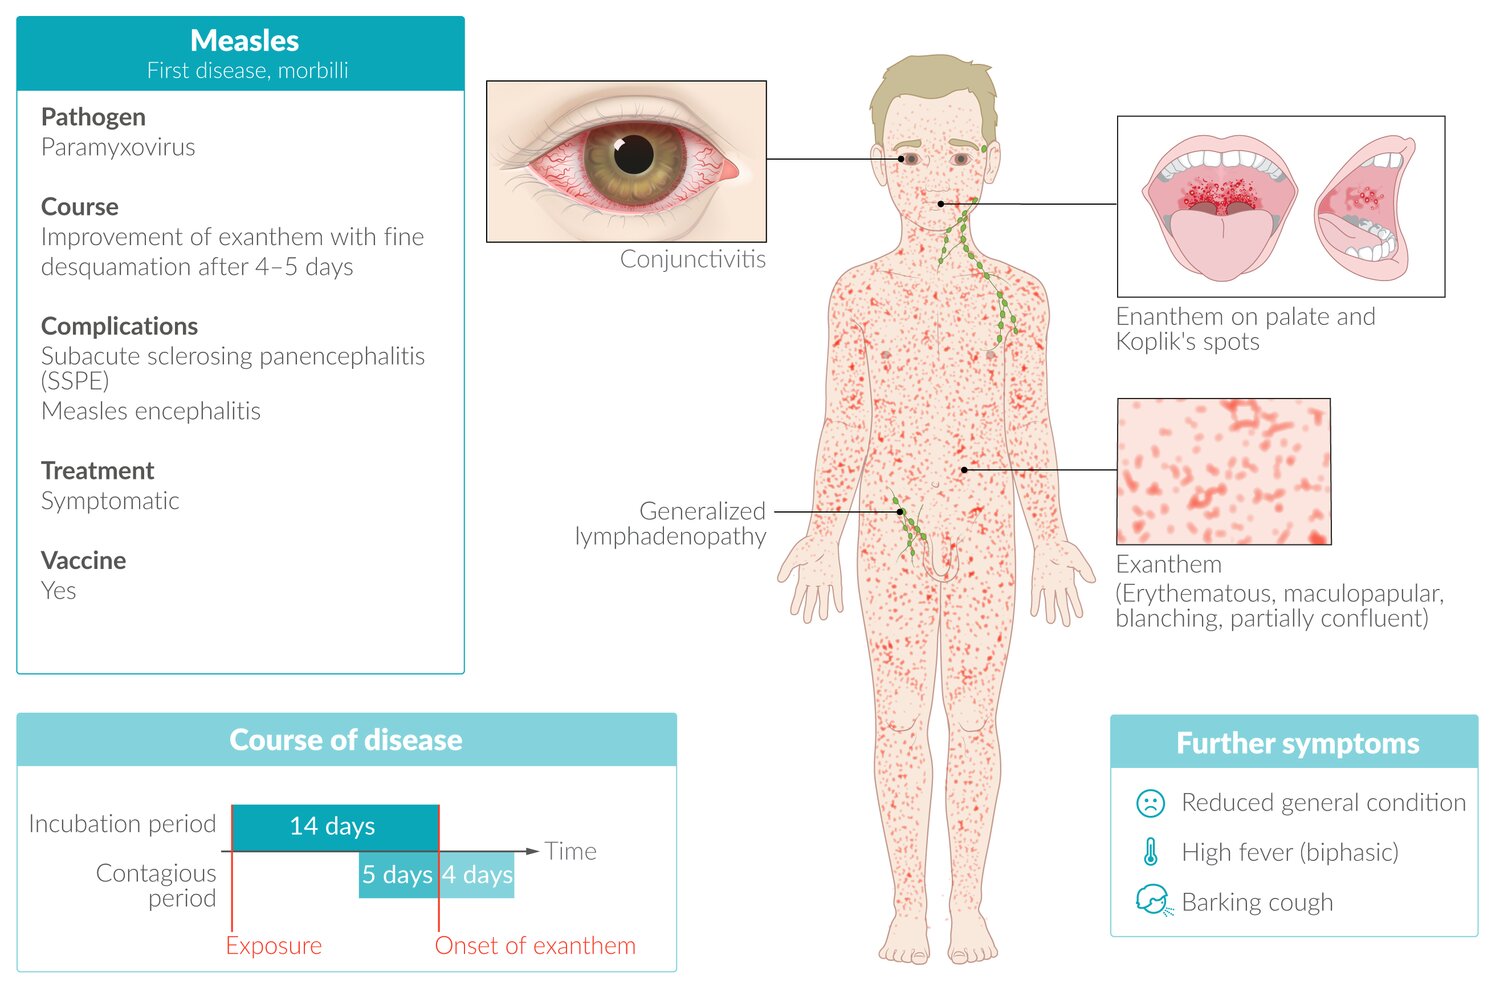 Measles
First disease, morbilli
Pathogen
Paramyxovirus
Course
Improvement of exanthem with fine
desquamation after 4–5 days
Complications
Subacute sclerosing panencephalitis
(SSPE)
Measles encephalitis
Treatment
Symptomatic
Vaccine
Yes
Conjunctivitis
Enanthem on palate and
Koplik's spots
Generalized
lymphadenopathy
Exanthem
(Erythematous, maculopapular,
blanching, partially confluent)
Course of disease
Incubation period
14 days
Time
Contagious
period
5 days
4 days
Exposure
Onset of exanthem
Further symptoms
Reduced general condition
High fever (biphasic)
Barking cough